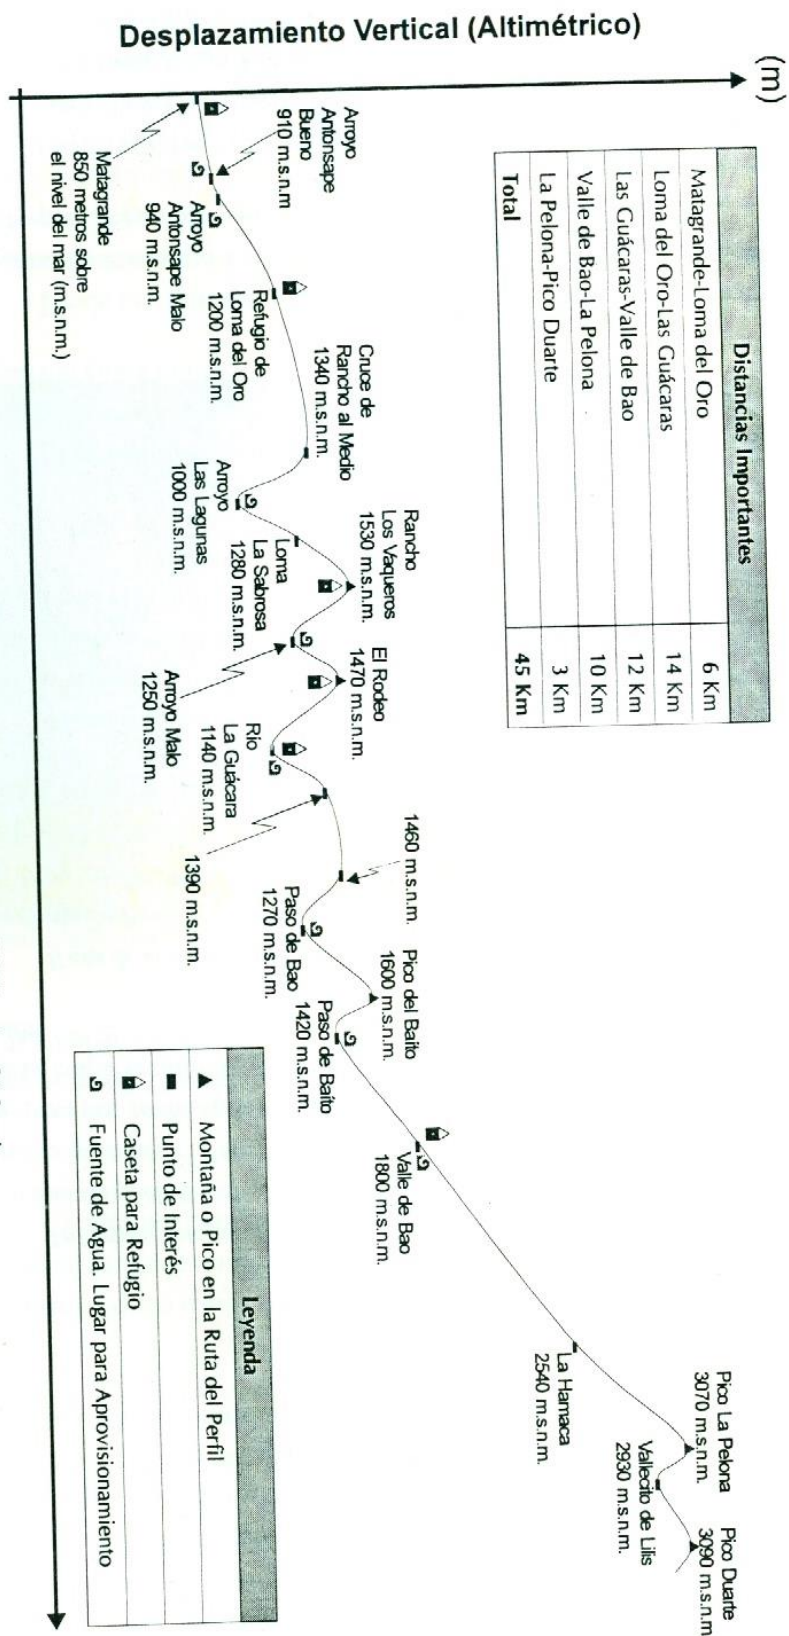 Desplazamiento Vertical (Altimétrico)
(m)
Distancias Importantes
Matagrande-Loma del Oro 6 Km
Loma del Oro-Las Guácaras 14 Km
Las Guácaras-Valle de Bao 12 Km
Valle de Bao-La Pelona 10 Km
La Pelona-Pico Duarte 3 Km
Total 45 Km
Matagrande
850 metros sobre
el nivel del mar (m.s.n.m.)
Arroyo
Antonsape
Bueno
910 m.s.n.m
Arroyo
Antonsape Malo
940 m.s.n.m.
Refugio de
Loma del Oro
1200 m.s.n.m.
Cruce de
Rancho al Medio
1340 m.s.n.m.
Arroyo
Las Lagunas
1000 m.s.n.m.
Loma
La Sabrosa
1280 m.s.n.m.
Rancho
Los Vaqueros
1530 m.s.n.m.
Arroyo Malo
1250 m.s.n.m.
El Rodeo
1470 m.s.n.m.
Río
La Guácara
1140 m.s.n.m.
1390 m.s.n.m.
1460 m.s.n.m.
Paso de Bao
1270 m.s.n.m.
Pico del Baito
1600 m.s.n.m.
Paso de Baito
1420 m.s.n.m.
Valle de Bao
1800 m.s.n.m.
La Hamaca
2540 m.s.n.m.
Pico La Pelona
3070 m.s.n.m.
Vallecito de Lilis
2930 m.s.n.m.
Pico Duarte
3090 m.s.n.m
Leyenda
Montaña o Pico en la Ruta del Perfil
Punto de Interés
Caseta para Refugio
Fuente de Agua. Lugar para Aprovisionamiento